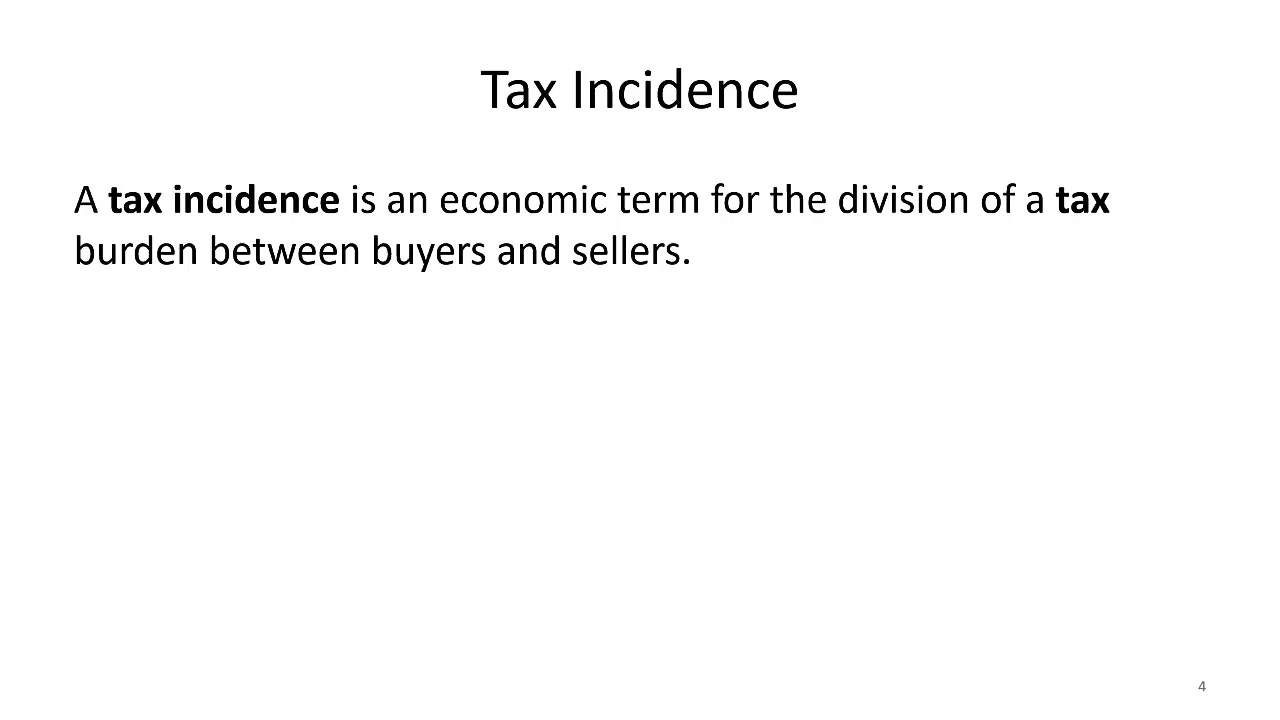 Tax Incidence
A tax incidence is an economic term for the division of a tax
burden between buyers and sellers.
4